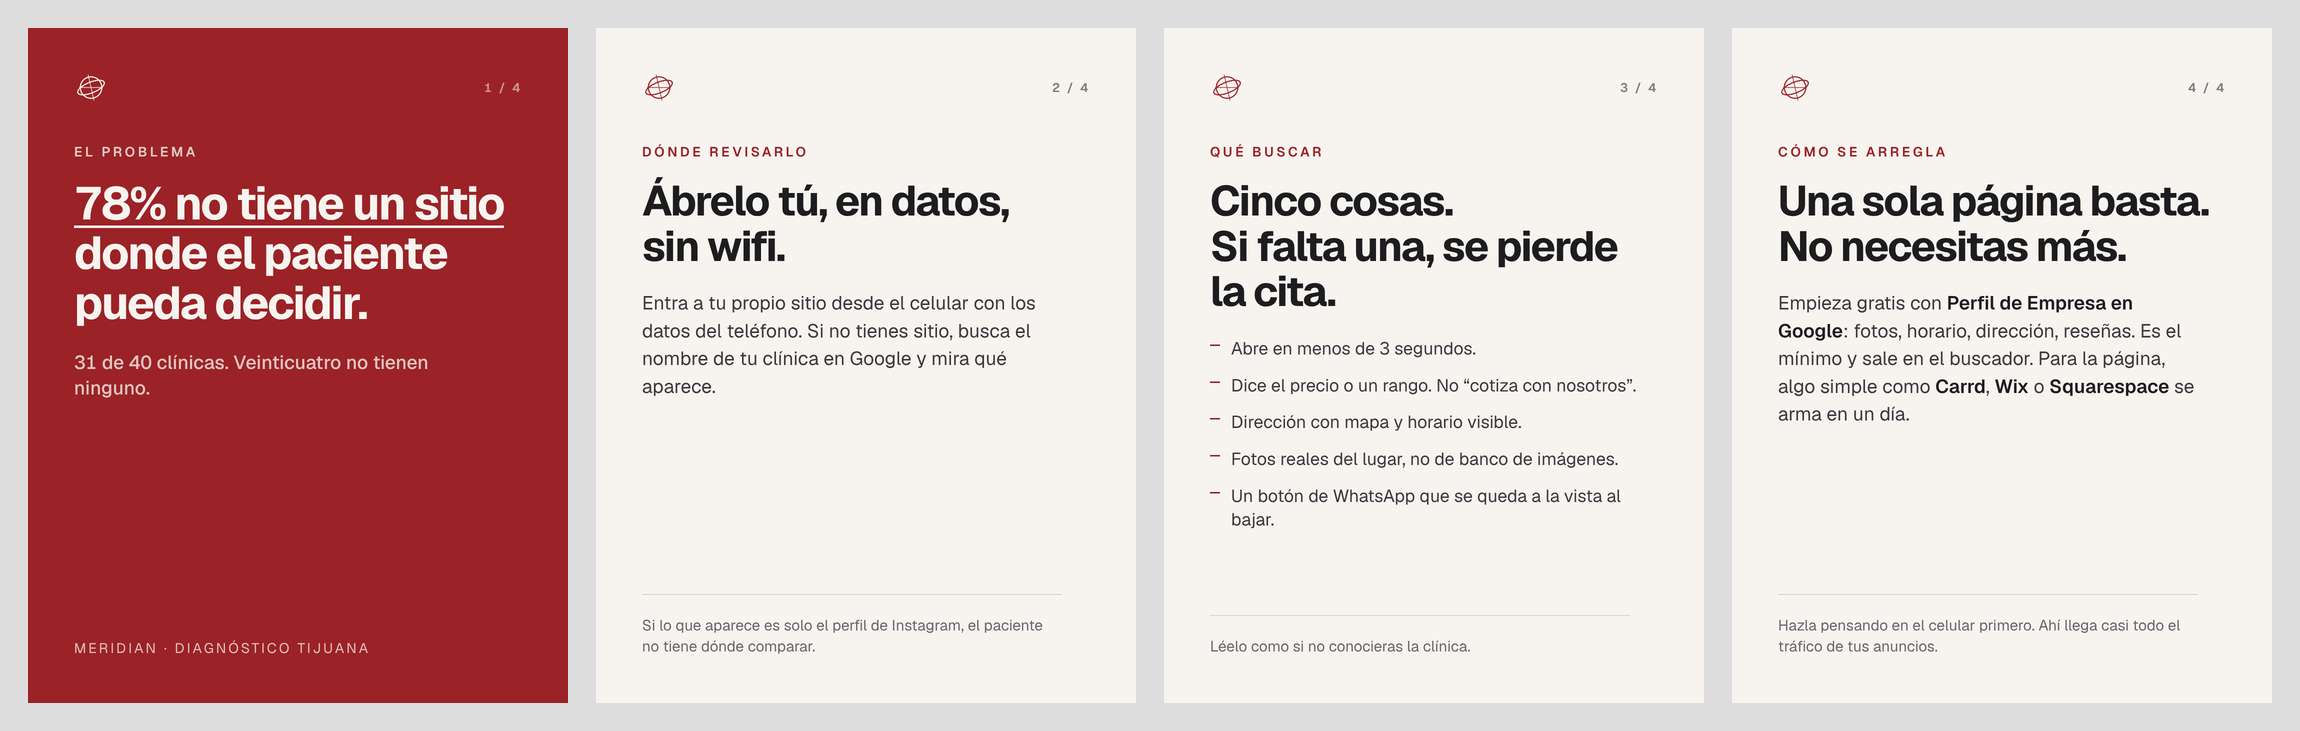 1 / 4
EL PROBLEMA
78% no tiene un sitio
donde el paciente
pueda decidir.
31 de 40 clínicas. Veinticuatro no tienen
ninguno.
MERIDIAN · DIAGNÓSTICO TIJUANA
2 / 4
DÓNDE REVISARLO
Ábrelo tú, en datos,
sin wifi.
Entra a tu propio sitio desde el celular con los
datos del teléfono. Si no tienes sitio, busca el
nombre de tu clínica en Google y mira qué
aparece.
Si lo que aparece es solo el perfil de Instagram, el paciente
no tiene dónde comparar.
3 / 4
QUÉ BUSCAR
Cinco cosas.
Si falta una, se pierde
la cita.
– Abre en menos de 3 segundos.
– Dice el precio o un rango. No “cotiza con nosotros”.
– Dirección con mapa y horario visible.
– Fotos reales del lugar, no de banco de imágenes.
– Un botón de WhatsApp que se queda a la vista al
bajar.
Léelo como si no conocieras la clínica.
4 / 4
CÓMO SE ARREGLA
Una sola página basta.
No necesitas más.
Empieza gratis con Perfil de Empresa en
Google: fotos, horario, dirección, reseñas. Es el
mínimo y sale en el buscador. Para la página,
algo simple como Carrd, Wix o Squarespace se
arma en un día.
Hazla pensando en el celular primero. Ahí llega casi todo el
tráfico de tus anuncios.